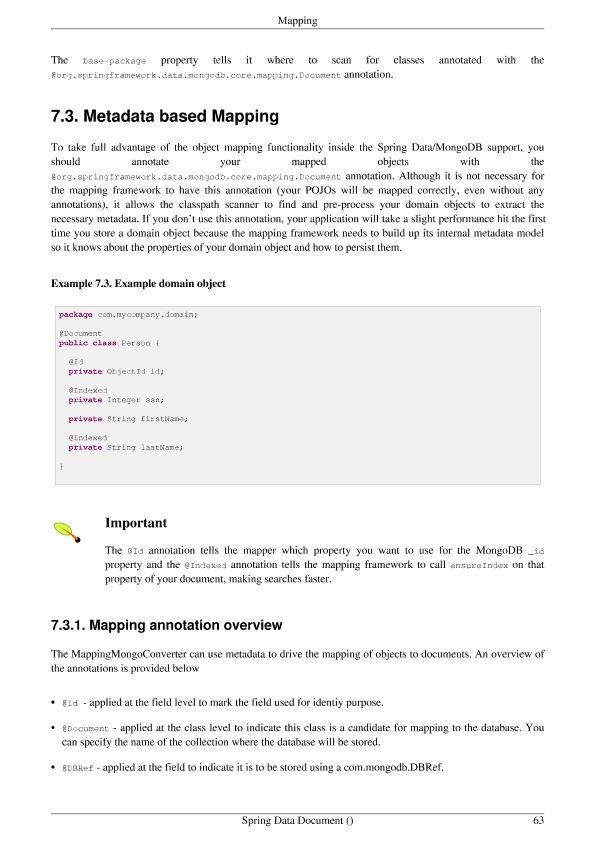 Mapping
The base-package property tells it where to scan for classes annotated with the
@org.springframework.data.mongodb.core.mapping.Document annotation.
7.3. Metadata based Mapping
To take full advantage of the object mapping functionality inside the Spring Data/MongoDB support, you
should annotate your mapped objects with the
@org.springframework.data.mongodb.core.mapping.Document annotation. Although it is not necessary for
the mapping framework to have this annotation (your POJOs will be mapped correctly, even without any
annotations), it allows the classpath scanner to find and pre-process your domain objects to extract the
necessary metadata. If you don't use this annotation, your application will take a slight performance hit the first
time you store a domain object because the mapping framework needs to build up its internal metadata model
so it knows about the properties of your domain object and how to persist them.
Example 7.3. Example domain object
package com.mycompany.domain;
@Document
public class Person {
@Id
private ObjectId id;
@Indexed
private Integer ssn;
private String firstName;
@Indexed
private String lastName;
}
Important
The @Id annotation tells the mapper which property you want to use for the MongoDB _id
property and the @Indexed annotation tells the mapping framework to call ensureIndex on that
property of your document, making searches faster.
7.3.1. Mapping annotation overview
The MappingMongoConverter can use metadata to drive the mapping of objects to documents. An overview of
the annotations is provided below
• @Id - applied at the field level to mark the field used for identiy purpose.
• @Document - applied at the class level to indicate this class is a candidate for mapping to the database. You
can specify the name of the collection where the database will be stored.
• @DBRef - applied at the field to indicate it is to be stored using a com.mongodb.DBRef.
Spring Data Document () 63